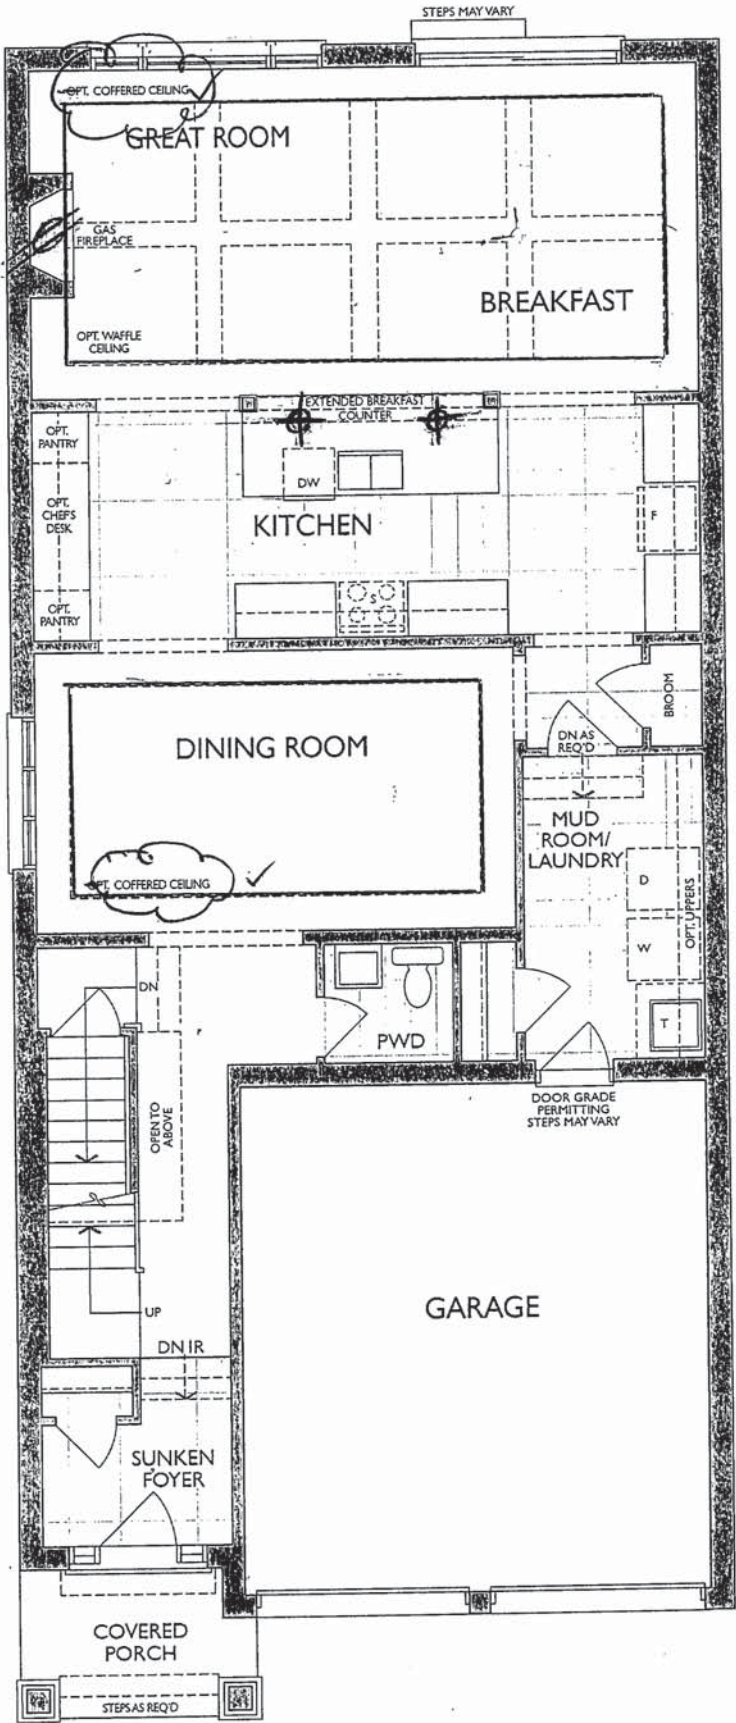 STEPS MAY VARY
OPT. COFFERED CEILING
GREAT ROOM
GAS
FIREPLACE
BREAKFAST
OPT. WAFFLE
CEILING
EXTENDED BREAKFAST
COUNTER
OPT.
PANTRY
DW
OPT.
CHEFS
DESK
F
KITCHEN
S
OPT.
PANTRY
BROOM
DN AS
REQ'D
DINING ROOM
MUD
ROOM/
LAUNDRY
D
OPT. UPPERS
OPT. COFFERED CEILING
W
DN
T
PWD
OPEN TO
ABOVE
DOOR GRADE
PERMITTING
STEPS MAY VARY
GARAGE
UP
DN 1R
SUNKEN
FOYER
COVERED
PORCH
STEPS AS REQ'D